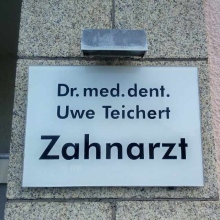 Dr. med. dent.
Uwe Teichert
Zahnarzt